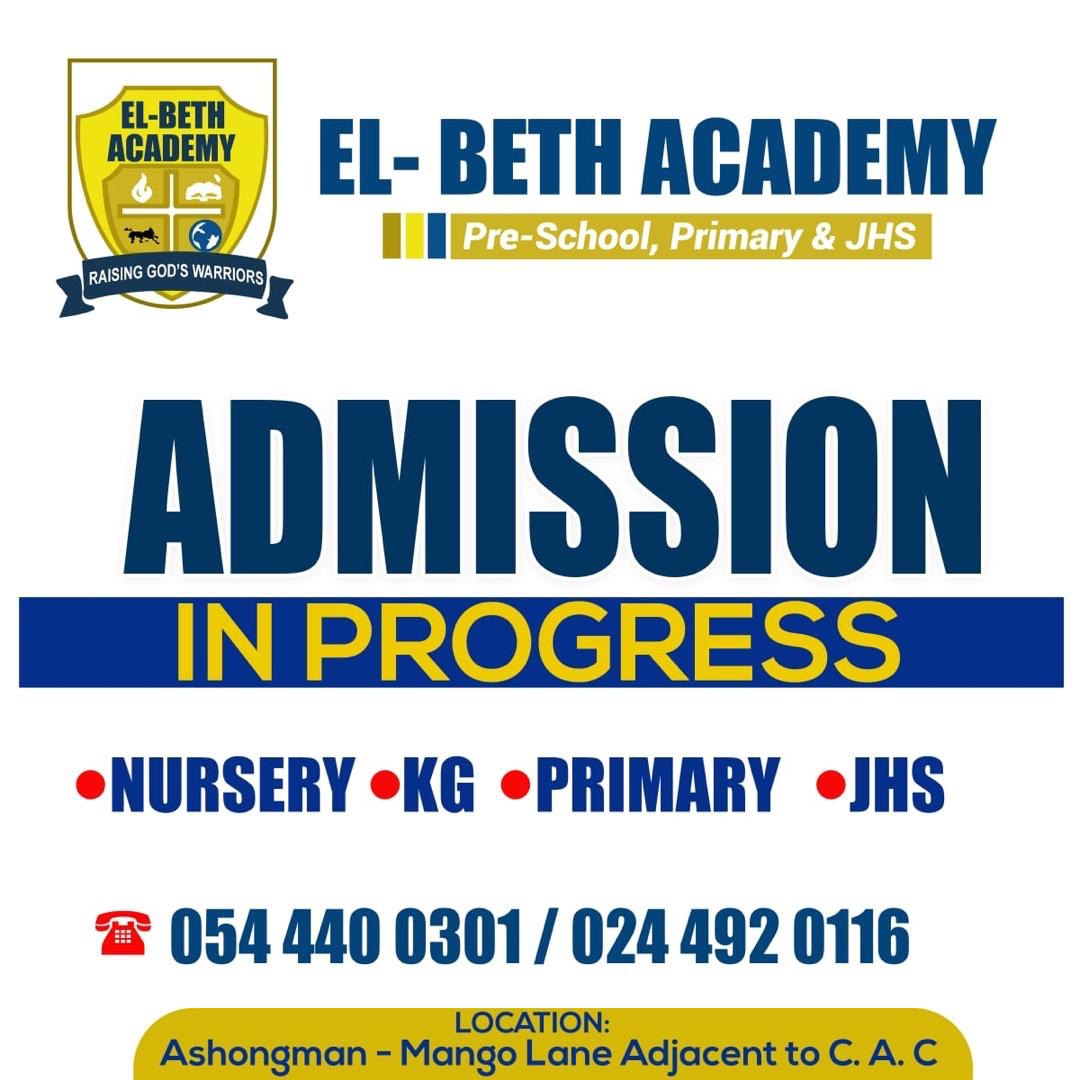 EL-BETH
ACADEMY
RAISING GOD'S WARRIORS
EL- BETH ACADEMY
Pre-School, Primary & JHS
ADMISSION
IN PROGRESS
•NURSERY •KG •PRIMARY •JHS
☎ 054 440 0301 / 024 492 0116
LOCATION:
Ashongman - Mango Lane Adjacent to C. A. C